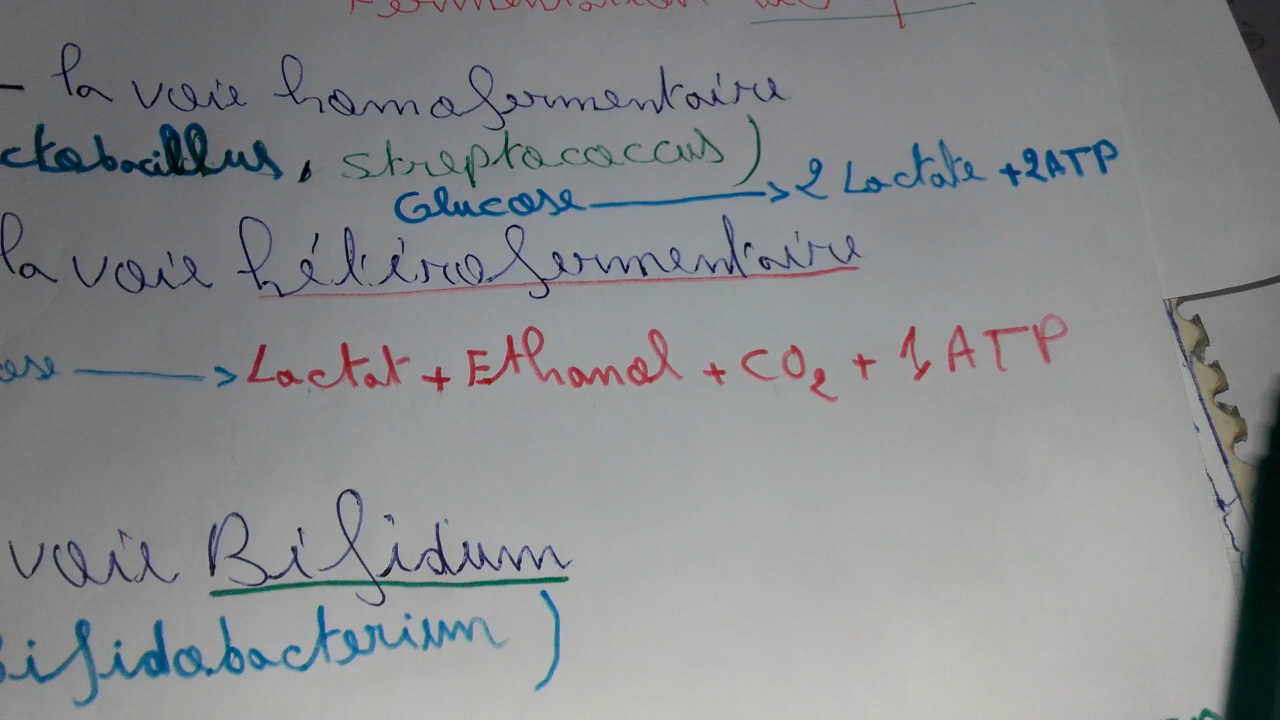 - la voie homofermentaire
ctobacillus, streptococcus)
Glucose → 2 Lactate + 2ATP
la voie hétérofermentaire
ose → Lactat + Ethanol + CO₂ + 1 ATP
voie Bifidum
ifidobacterium)